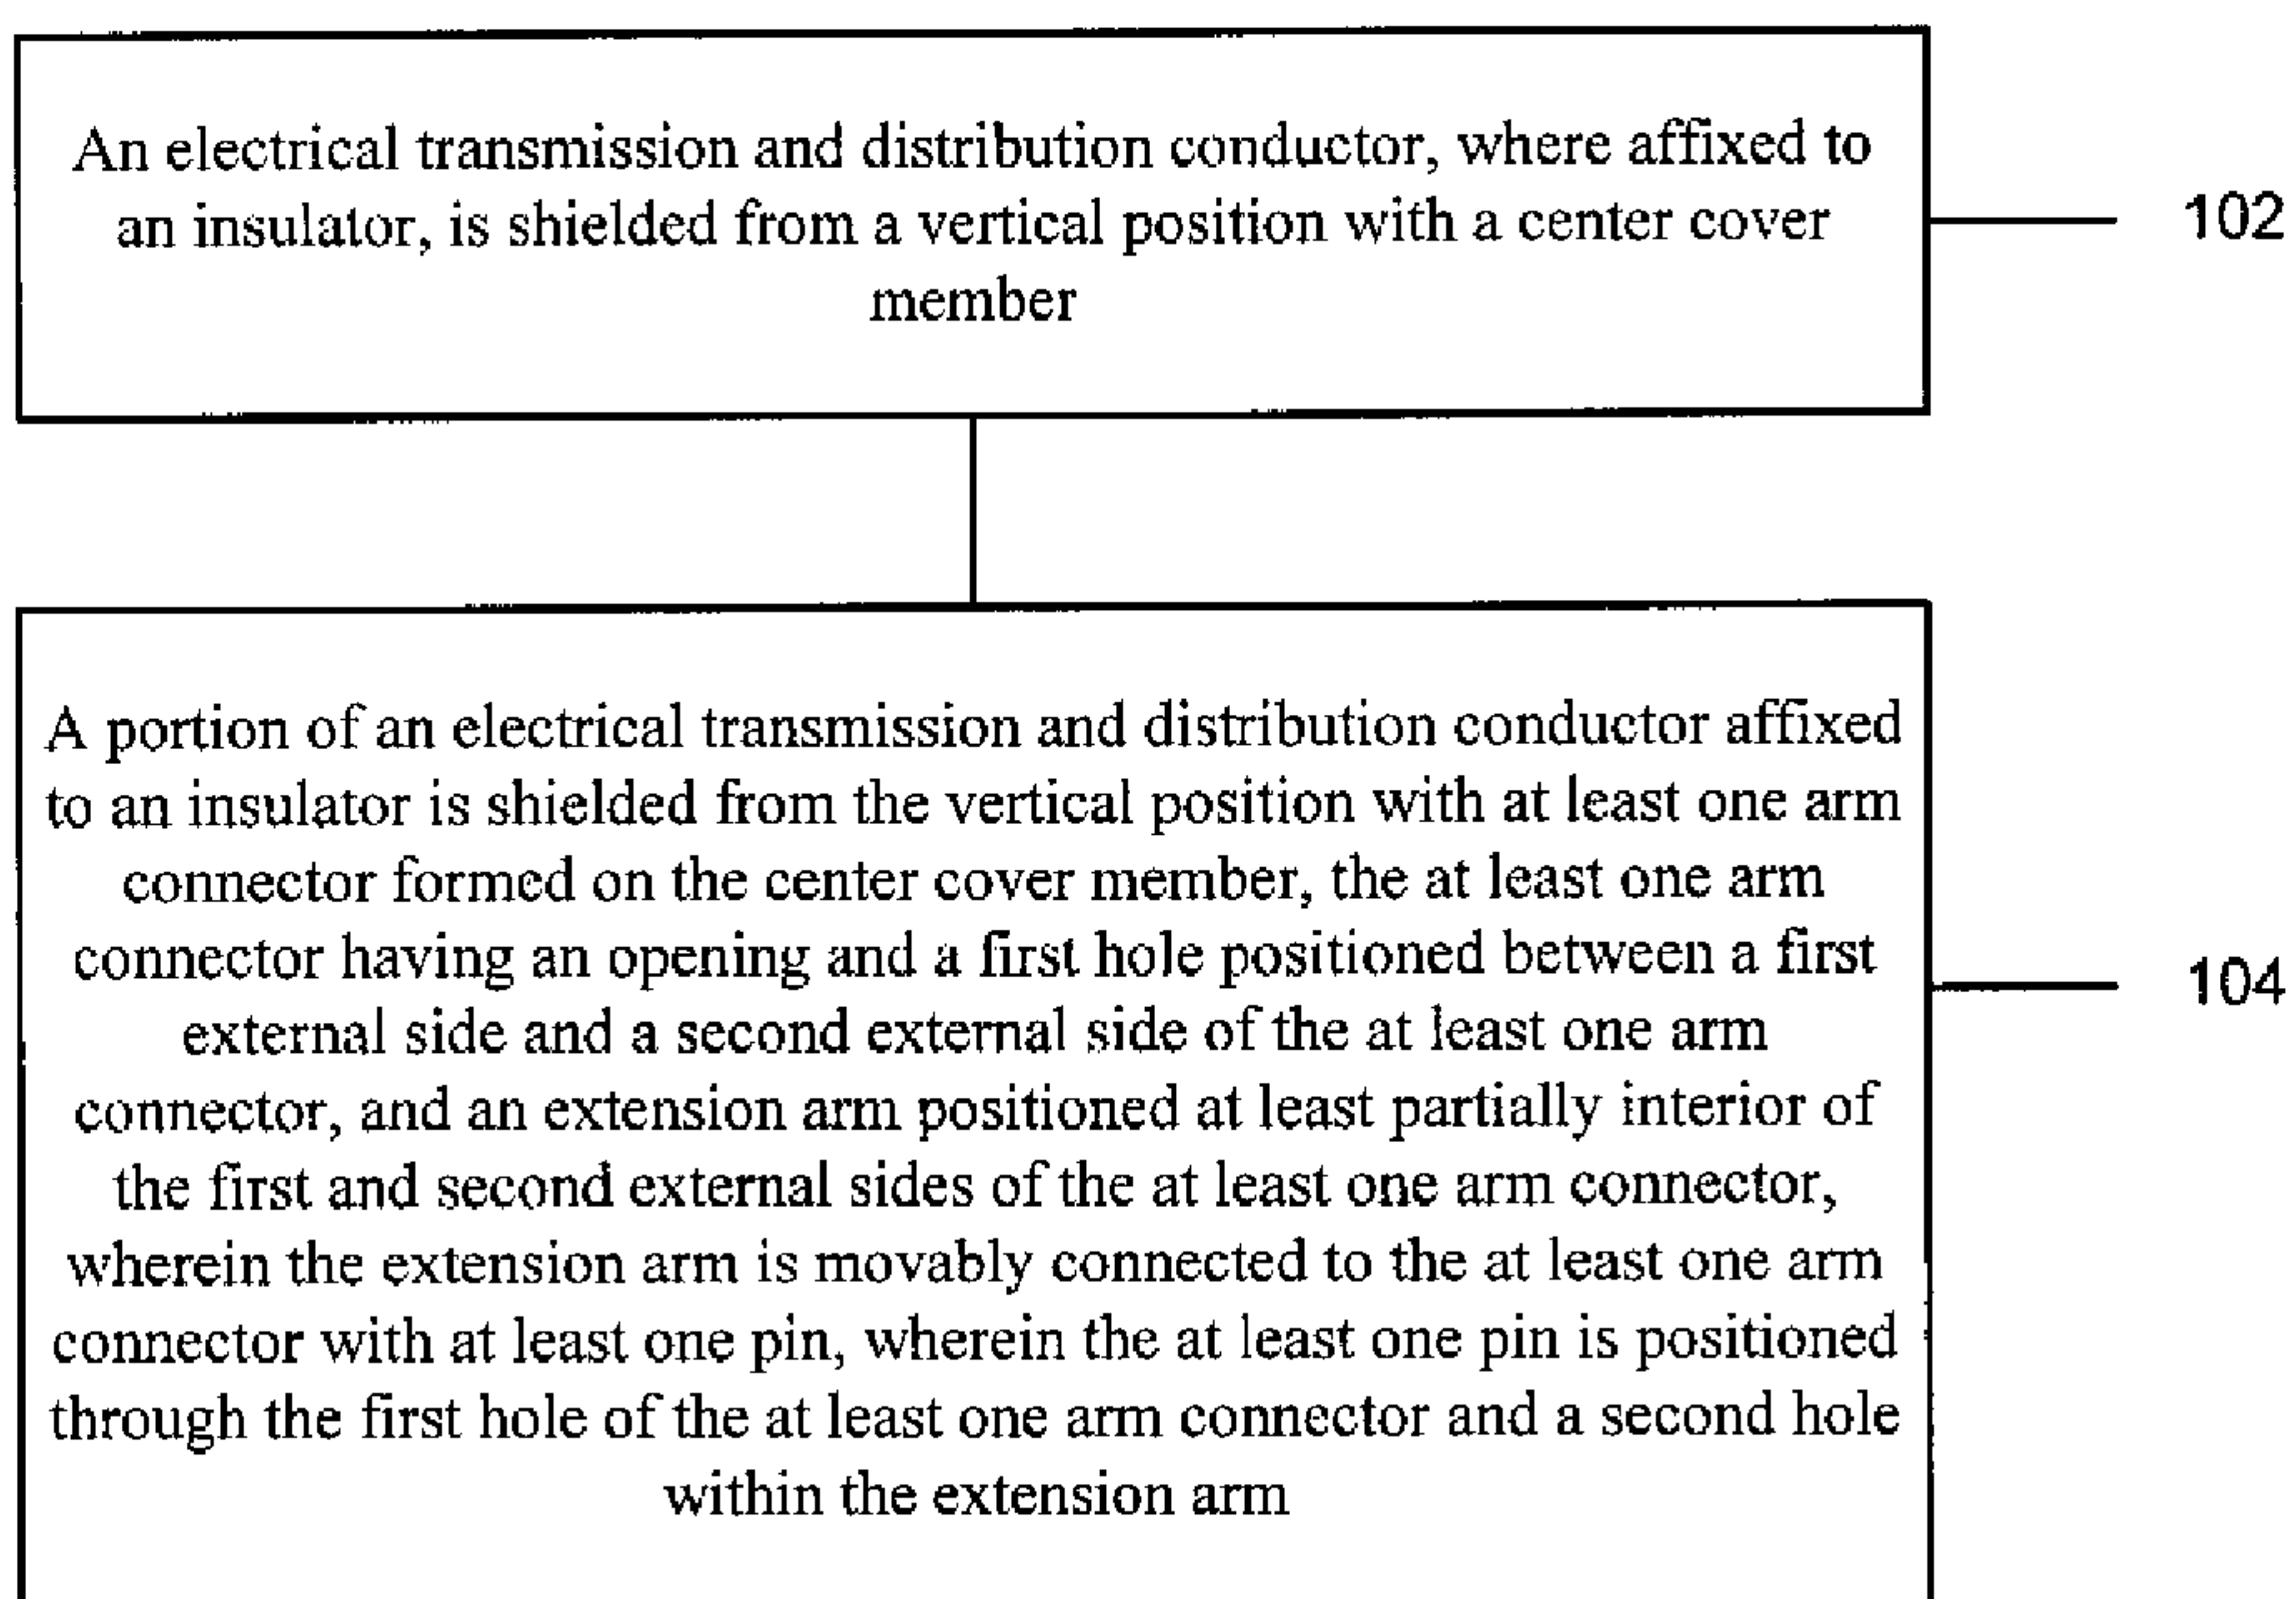 An electrical transmission and distribution conductor, where affixed to
an insulator, is shielded from a vertical position with a center cover
member
102
A portion of an electrical transmission and distribution conductor affixed
to an insulator is shielded from the vertical position with at least one arm
connector formed on the center cover member, the at least one arm
connector having an opening and a first hole positioned between a first
external side and a second external side of the at least one arm
connector, and an extension arm positioned at least partially interior of
the first and second external sides of the at least one arm connector,
wherein the extension arm is movably connected to the at least one arm
connector with at least one pin, wherein the at least one pin is positioned
through the first hole of the at least one arm connector and a second hole
within the extension arm
104